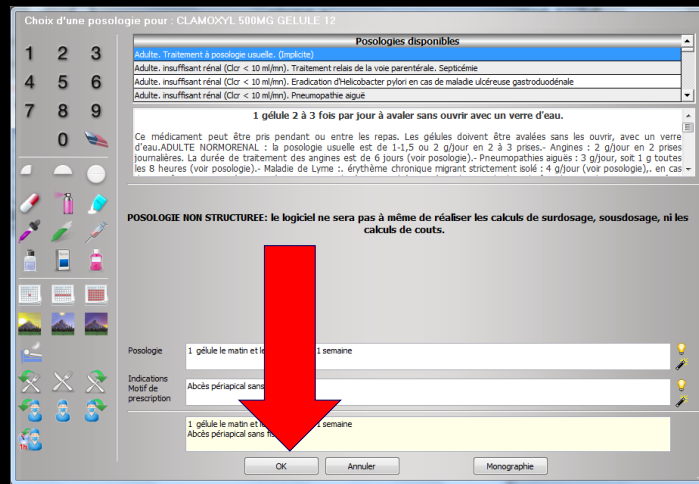 Choix d'une posologie pour : CLAMOXYL 500MG GELULE 12
1 2 3
4 5 6
7 8 9
0
Posologies disponibles
Adulte. Traitement à posologie usuelle. (Implicite)
Adulte. insuffisant rénal (Clcr < 10 ml/mn). Traitement relais de la voie parentérale. Septicémie
Adulte. insuffisant rénal (Clcr < 10 ml/mn). Eradication d'Helicobacter pylori en cas de maladie ulcéreuse gastroduodénale
Adulte. insuffisant rénal (Clcr < 10 ml/mn). Pneumopathie aiguë
1 gélule 2 à 3 fois par jour à avaler sans ouvrir avec un verre d'eau.
Ce médicament peut être pris pendant ou entre les repas. Les gélules doivent être avalées sans les ouvrir, avec un verre
d'eau.ADULTE NORMORENAL : la posologie usuelle est de 1-1,5 ou 2 g/jour en 2 à 3 prises.- Angines : 2 g/jour en 2 prises
journalières. La durée de traitement des angines est de 6 jours (voir posologie).- Pneumopathies aiguës : 3 g/jour, soit 1 g toutes
les 8 heures (voir posologie).- Maladie de Lyme :. érythème chronique migrant strictement isolé : 4 g/jour (voir posologie),. en cas
POSOLOGIE NON STRUCTUREE: le logiciel ne sera pas à même de réaliser les calculs de surdosage, sousdosage, ni les
calculs de couts.
Posologie
1 gélule le matin et le 1 semaine
Indications
Motif de
prescription
Abcès périapical sans
1 gélule le matin et le 1 semaine
Abcès périapical sans
OK Annuler Monographie